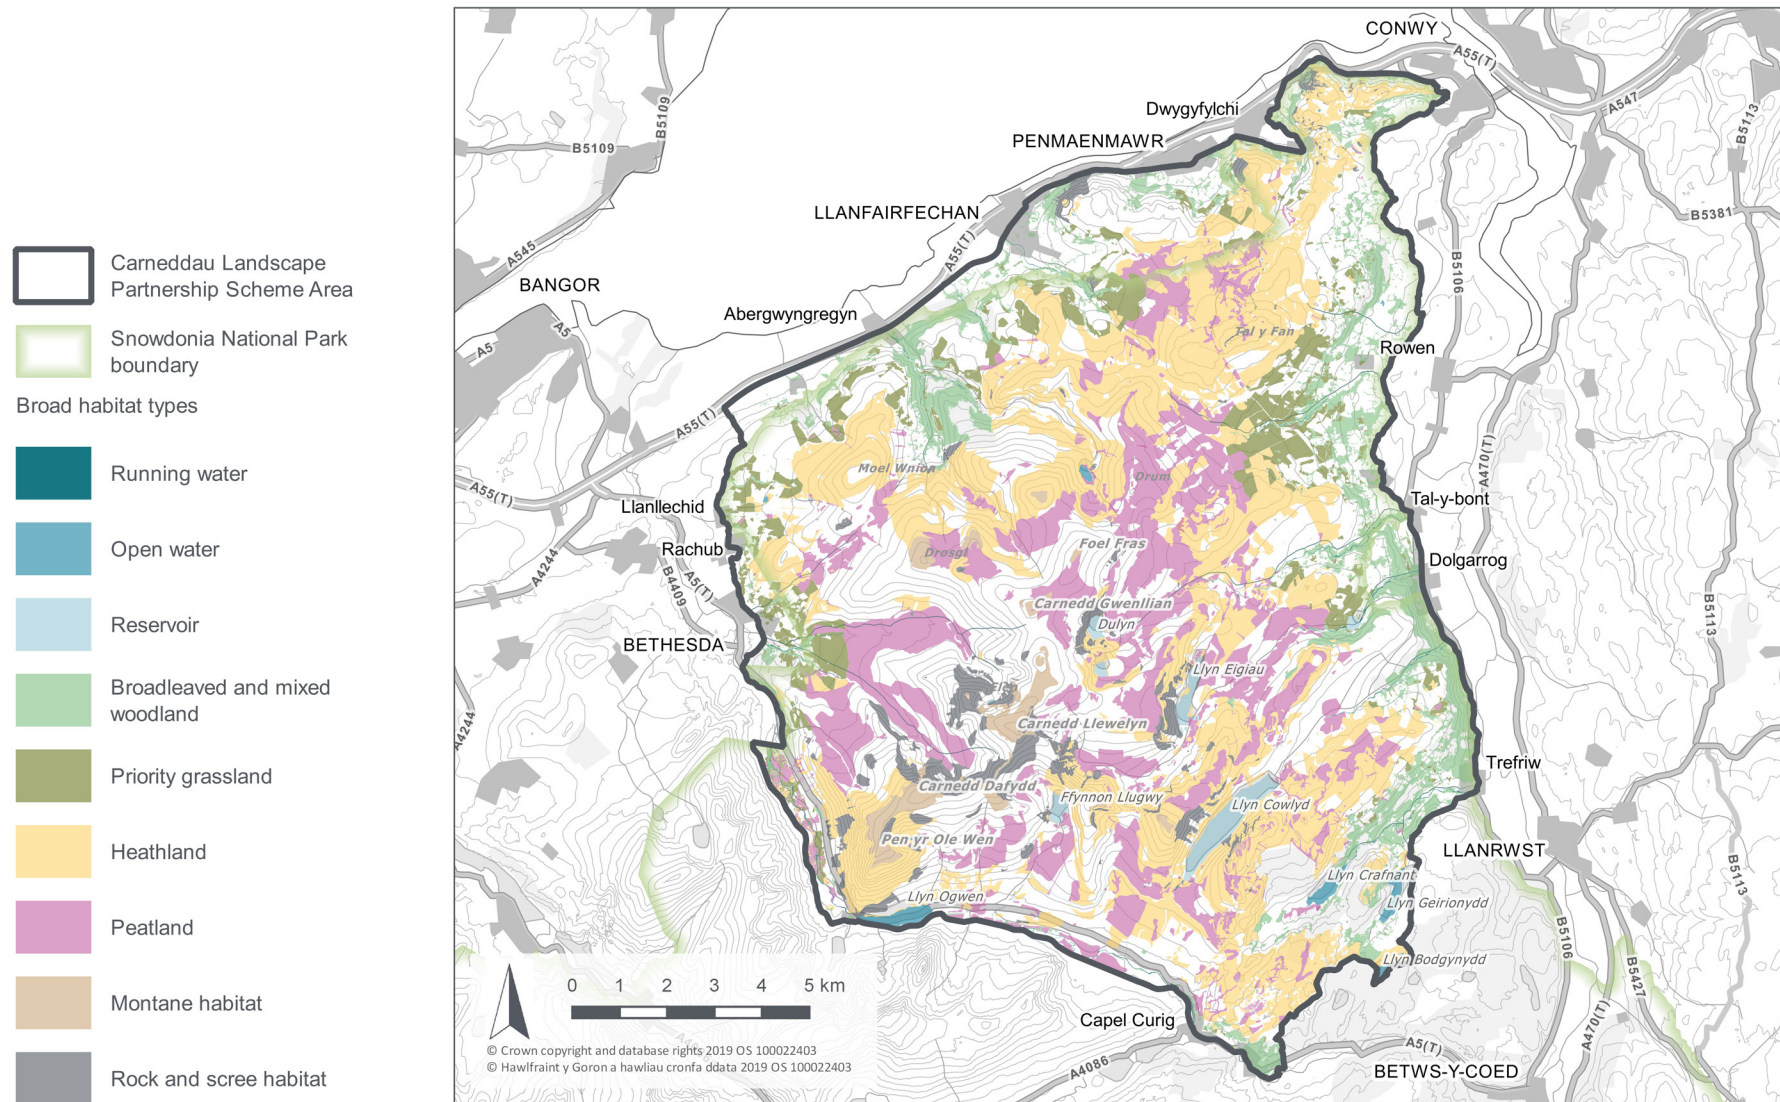 Carneddau Landscape
Partnership Scheme Area
Snowdonia National Park
boundary
Broad habitat types
Running water
Open water
Reservoir
Broadleaved and mixed
woodland
Priority grassland
Heathland
Peatland
Montane habitat
Rock and scree habitat
CONWY
A55(T)
A547
B5113
B5109
B5109
Dwygyfylchi
PENMAENMAWR
LLANFAIRFECHAN
A55(T)
B5381
A545
BANGOR
B5106
Abergwyngregyn
A5
A5
Tal y Fan
Rowen
A55(T)
A470(T)
Moel Wnion
Drum
A55(T)
Llanllechid
Tal-y-bont
Rachub
Drosgl
Foel Fras
Dolgarrog
A4244
B4409
A5(T)
Carnedd Gwenllian
Dulyn
B5113
BETHESDA
Llyn Eigiau
A4244
Carnedd Llewelyn
Trefriw
Carnedd Dafydd
Ffynnon Llugwy
Llyn Cowlyd
Pen yr Ole Wen
LLANRWST
Llyn Crafnant
B5113
Llyn Ogwen
Llyn Geirionydd
B5106
Llyn Bodgynydd
B5427
0 1 2 3 4 5 km
Capel Curig
A470(T)
© Crown copyright and database rights 2019 OS 100022403
© Hawlfraint y Goron a hawliau cronfa ddata 2019 OS 100022403
A5(T)
A4086
BETWS-Y-COED